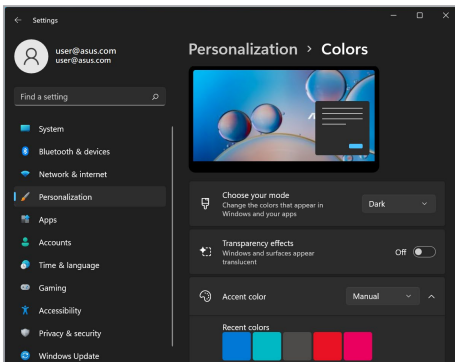 Settings
user@asus.com
user@asus.com
Find a setting
System
Bluetooth & devices
Network & internet
Personalization
Apps
Accounts
Time & language
Gaming
Accessibility
Privacy & security
Windows Update
Personalization > Colors
Choose your mode
Change the colors that appear in
Windows and your apps
Dark
Transparency effects
Windows and surfaces appear
translucent
Off
Accent color
Manual
Recent colors